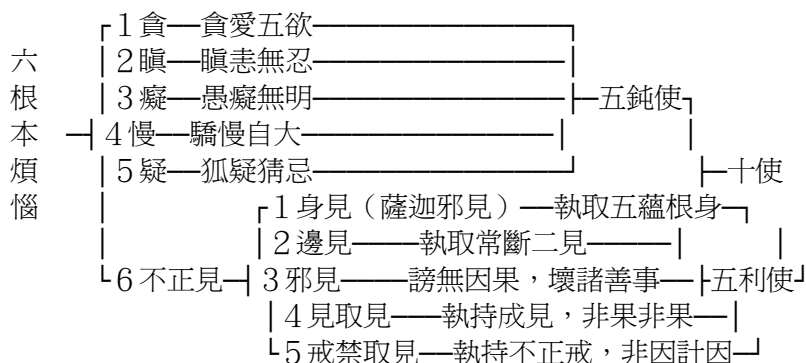 ┌１貪──貪愛五欲────────────────┐
六 │２瞋──瞋恚無忍────────────────│
根 │３癡──愚癡無明────────────────├─五鈍使┐
本 ─┤４慢──驕慢自大────────────────│ │
煩 │５疑──狐疑猜忌────────────────┘ ├─十使
惱 │ ┌１身見（薩迦邪見）──執取五蘊根身─┐
│ │２邊見────執取常斷二見─────│ │
└６不正見─┤３邪見────謗無因果，壞諸善事──├五利使┘
│４見取見───執持成見，非果非果──│
└５戒禁取見──執持不正戒，非因計因─┘